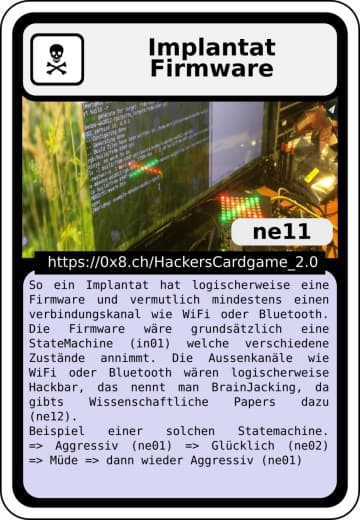 Implantat
Firmware
ne11
https://0x8.ch/HackersCardgame_2.0
So ein Implantat hat logischerweise eine
Firmware und vermutlich mindestens einen
verbindungskanal wie WiFi oder Bluetooth.
Die Firmware wäre grundsätzlich eine
StateMachine (in01) welche verschiedene
Zustände annimmt. Die Aussenkanäle wie
WiFi oder Bluetooth wären logischerweise
Hackbar, das nennt man BrainJacking, da
gibts Wissenschaftliche Papers dazu
(ne12).
Beispiel einer solchen Statemachine.
=> Aggressiv (ne01) => Glücklich (ne02)
=> Müde => dann wieder Aggressiv (ne01)